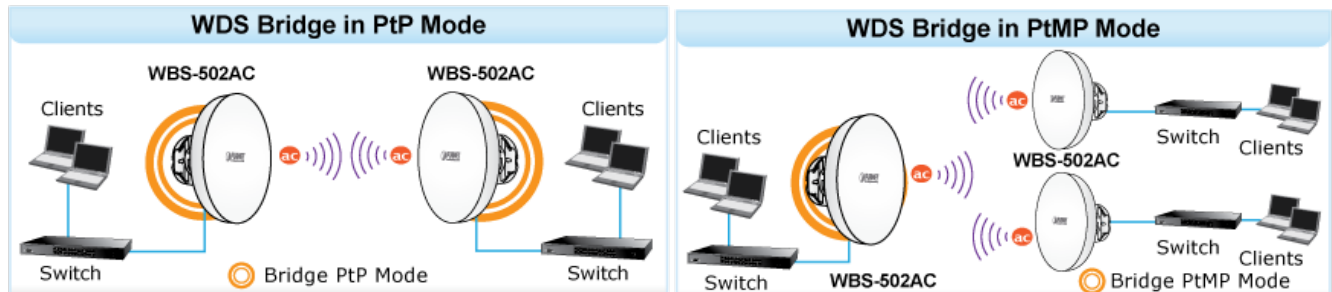 WDS Bridge in PtP Mode
WBS-502AC
WBS-502AC
Clients
Clients
ac
ac
Switch
Switch
Bridge PtP Mode
WDS Bridge in PtMP Mode
WBS-502AC
ac
Switch
Clients
Clients
ac
WBS-502AC
ac
Switch
Switch
Clients
WBS-502AC
Bridge PtMP Mode